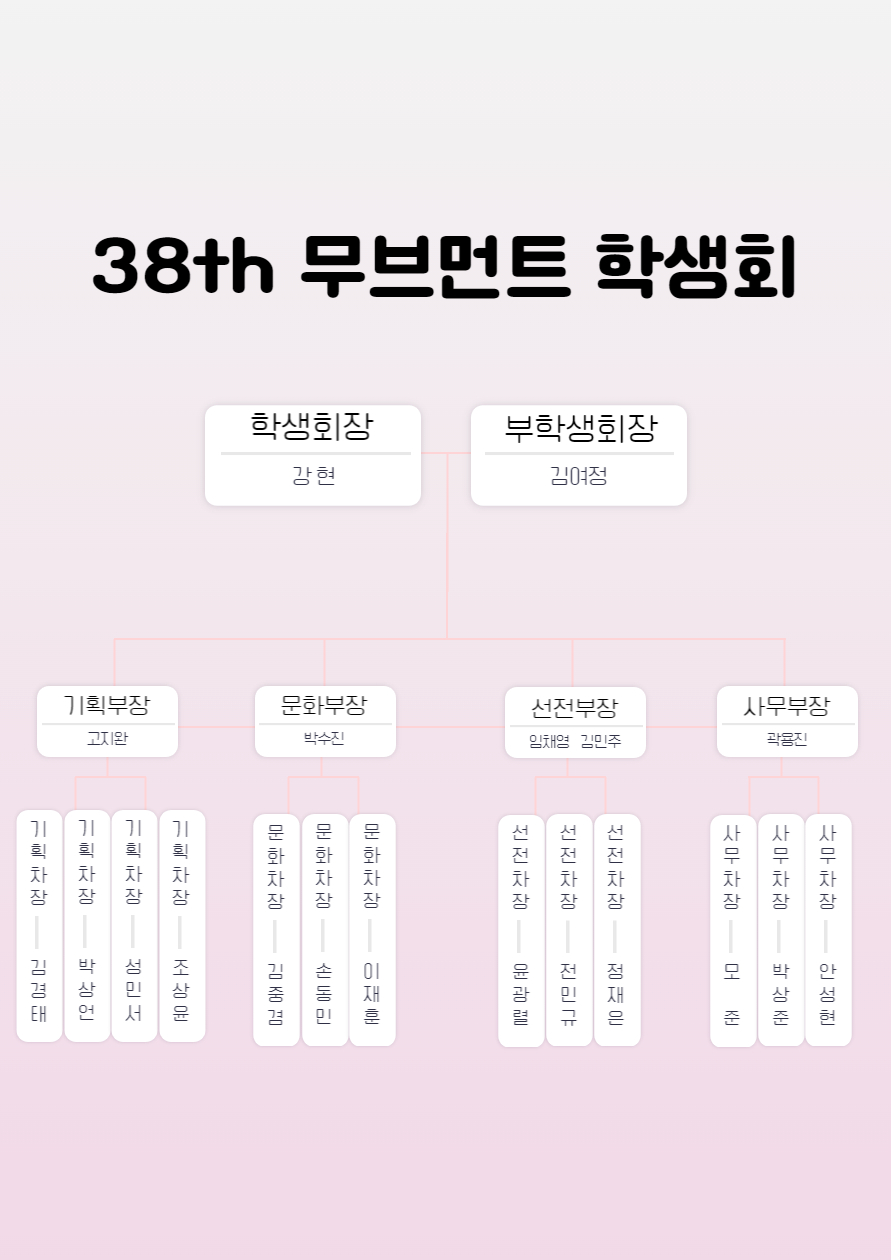 38th 무브먼트 학생회
학생회장
강 현
부학생회장
김여정
기획부장
고지완
문화부장
박수진
선전부장
임채영 김민주
사무부장
곽용진
기획차장
김경태
기획차장
박상언
기획차장
성민서
기획차장
조상윤
문화차장
김중겸
문화차장
손동민
문화차장
이재훈
선전차장
윤광렬
선전차장
전민규
선전차장
정재은
사무차장
모 준
사무차장
박상준
사무차장
안성현